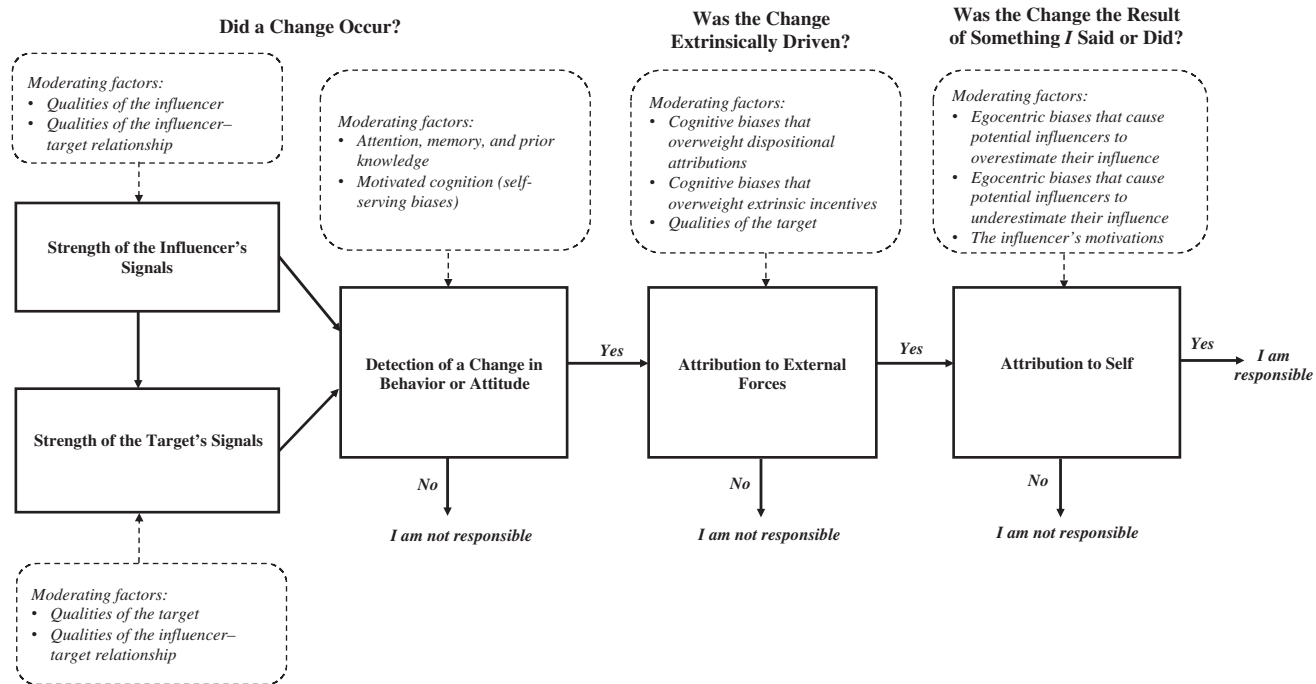 Did a Change Occur?
Was the Change
Extrinsically Driven?
Was the Change the Result
of Something I Said or Did?
Moderating factors:
• Qualities of the influencer
• Qualities of the influencer–
target relationship
Moderating factors:
• Attention, memory, and prior
knowledge
• Motivated cognition (self-
serving biases)
Moderating factors:
• Cognitive biases that
overweight dispositional
attributions
• Cognitive biases that
overweight extrinsic incentives
• Qualities of the target
Moderating factors:
• Egocentric biases that cause
potential influencers to
overestimate their influence
• Egocentric biases that cause
potential influencers to
underestimate their influence
• The influencer's motivations
Strength of the Influencer's
Signals
Strength of the Target's Signals
Detection of a Change in
Behavior or Attitude
Yes
Attribution to External
Forces
Yes
Attribution to Self
Yes
I am
responsible
No
No
No
I am not responsible
I am not responsible
I am not responsible
Moderating factors:
• Qualities of the target
• Qualities of the influencer–
target relationship